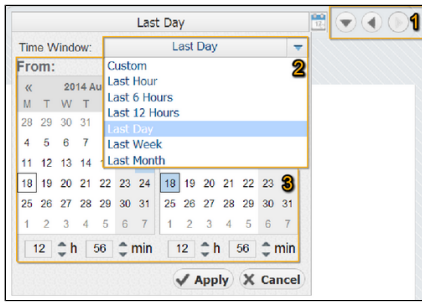 Last Day
1
Time Window: Last Day
2
From:
Custom
Last Hour
Last 6 Hours
Last 12 Hours
Last Day
Last Week
Last Month
« 2014 Au
M T W T
28 29 30 31
4 5 6 7
11 12 13 14
18 19 20 21 22 23 24 18 19 20 21 22 23 3
25 26 27 28 29 30 31 25 26 27 28 29 30 31
1 2 3 4 5 6 7 1 2 3 4 5 6 7
12 h 56 min 12 h 56 min
Apply Cancel